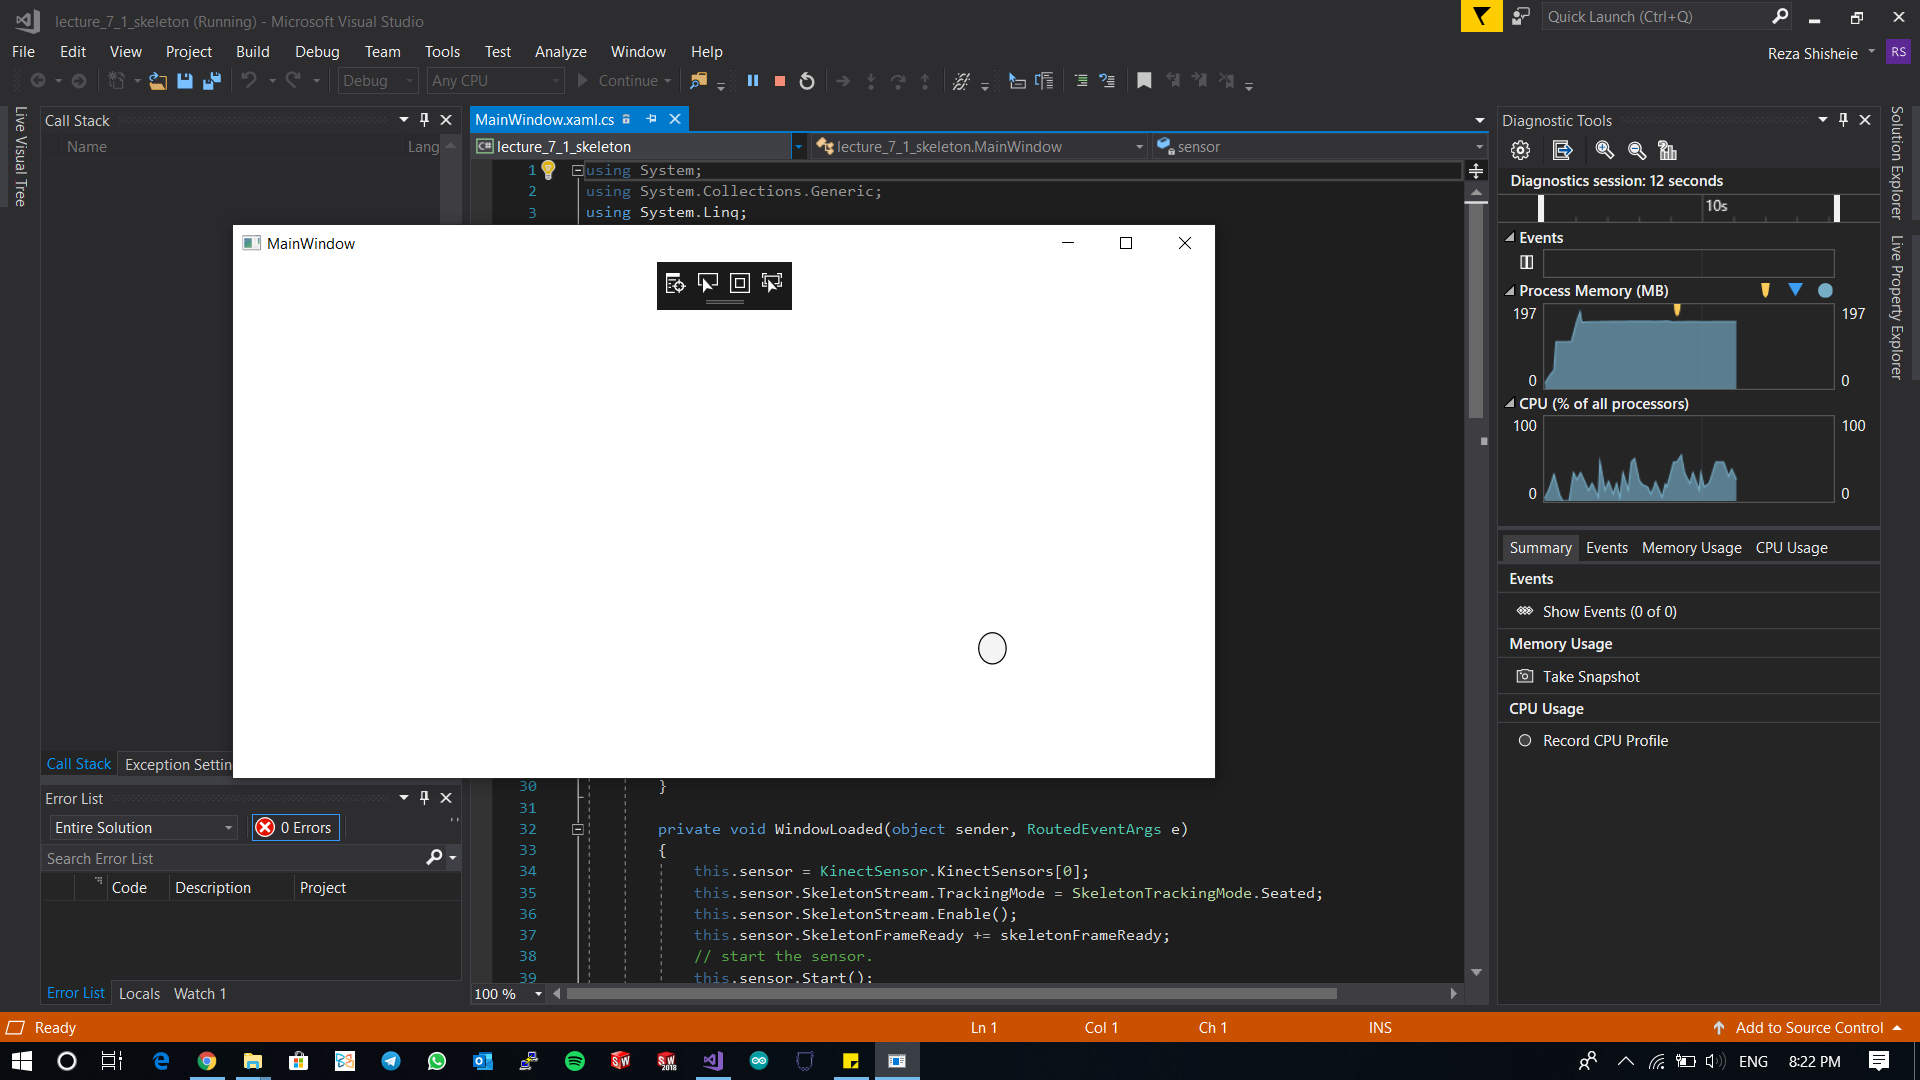 lecture_7_1_skeleton (Running) - Microsoft Visual Studio
Quick Launch (Ctrl+Q)
File Edit View Project Build Debug Team Tools Test Analyze Window Help
Reza Shisheie RS
Debug Any CPU Continue
Live Visual Tree
Call Stack
Name Lang
MainWindow.xaml.cs
lecture_7_1_skeleton lecture_7_1_skeleton.MainWindow sensor
1 using System;
2 using System.Collections.Generic;
3 using System.Linq;
MainWindow
30 }
31
32 private void WindowLoaded(object sender, RoutedEventArgs e)
33 {
34 this.sensor = KinectSensor.KinectSensors[0];
35 this.sensor.SkeletonStream.TrackingMode = SkeletonTrackingMode.Seated;
36 this.sensor.SkeletonStream.Enable();
37 this.sensor.SkeletonFrameReady += skeletonFrameReady;
38 // start the sensor.
39 this.sensor.Start();
100 %
Call Stack Exception Settin
Error List
Entire Solution 0 Errors
Search Error List
Code Description Project
Error List Locals Watch 1
Diagnostic Tools
Diagnostics session: 12 seconds
10s
Events
Process Memory (MB)
197 197
0 0
CPU (% of all processors)
100 100
0 0
Summary Events Memory Usage CPU Usage
Events
Show Events (0 of 0)
Memory Usage
Take Snapshot
CPU Usage
Record CPU Profile
Solution Explorer
Live Property Explorer
Ready Ln 1 Col 1 Ch 1 INS Add to Source Control
ENG 8:22 PM